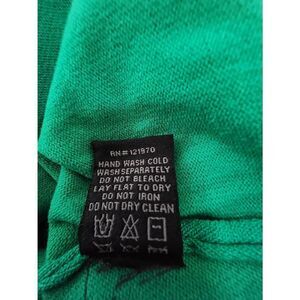 RN# 121970
HAND WASH COLD
WASH SEPARATELY
DO NOT BLEACH
LAY FLAT TO DRY
DO NOT IRON
DO NOT DRY CLEAN